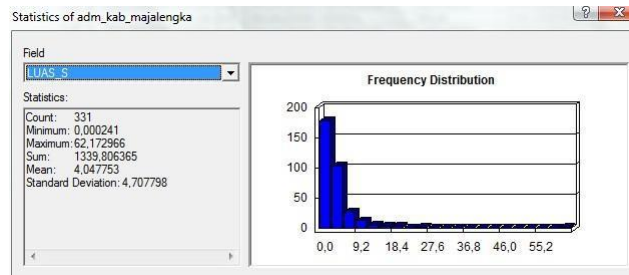 Statistics of adm_kab_majalengka
Field
LUAS_S
Statistics:
Count: 331
Minimum: 0,000241
Maximum: 62,172966
Sum: 1339,806365
Mean: 4,047753
Standard Deviation: 4,707798
Frequency Distribution
200
150
100
50
0
0,0 9,2 18,4 27,6 36,8 46,0 55,2